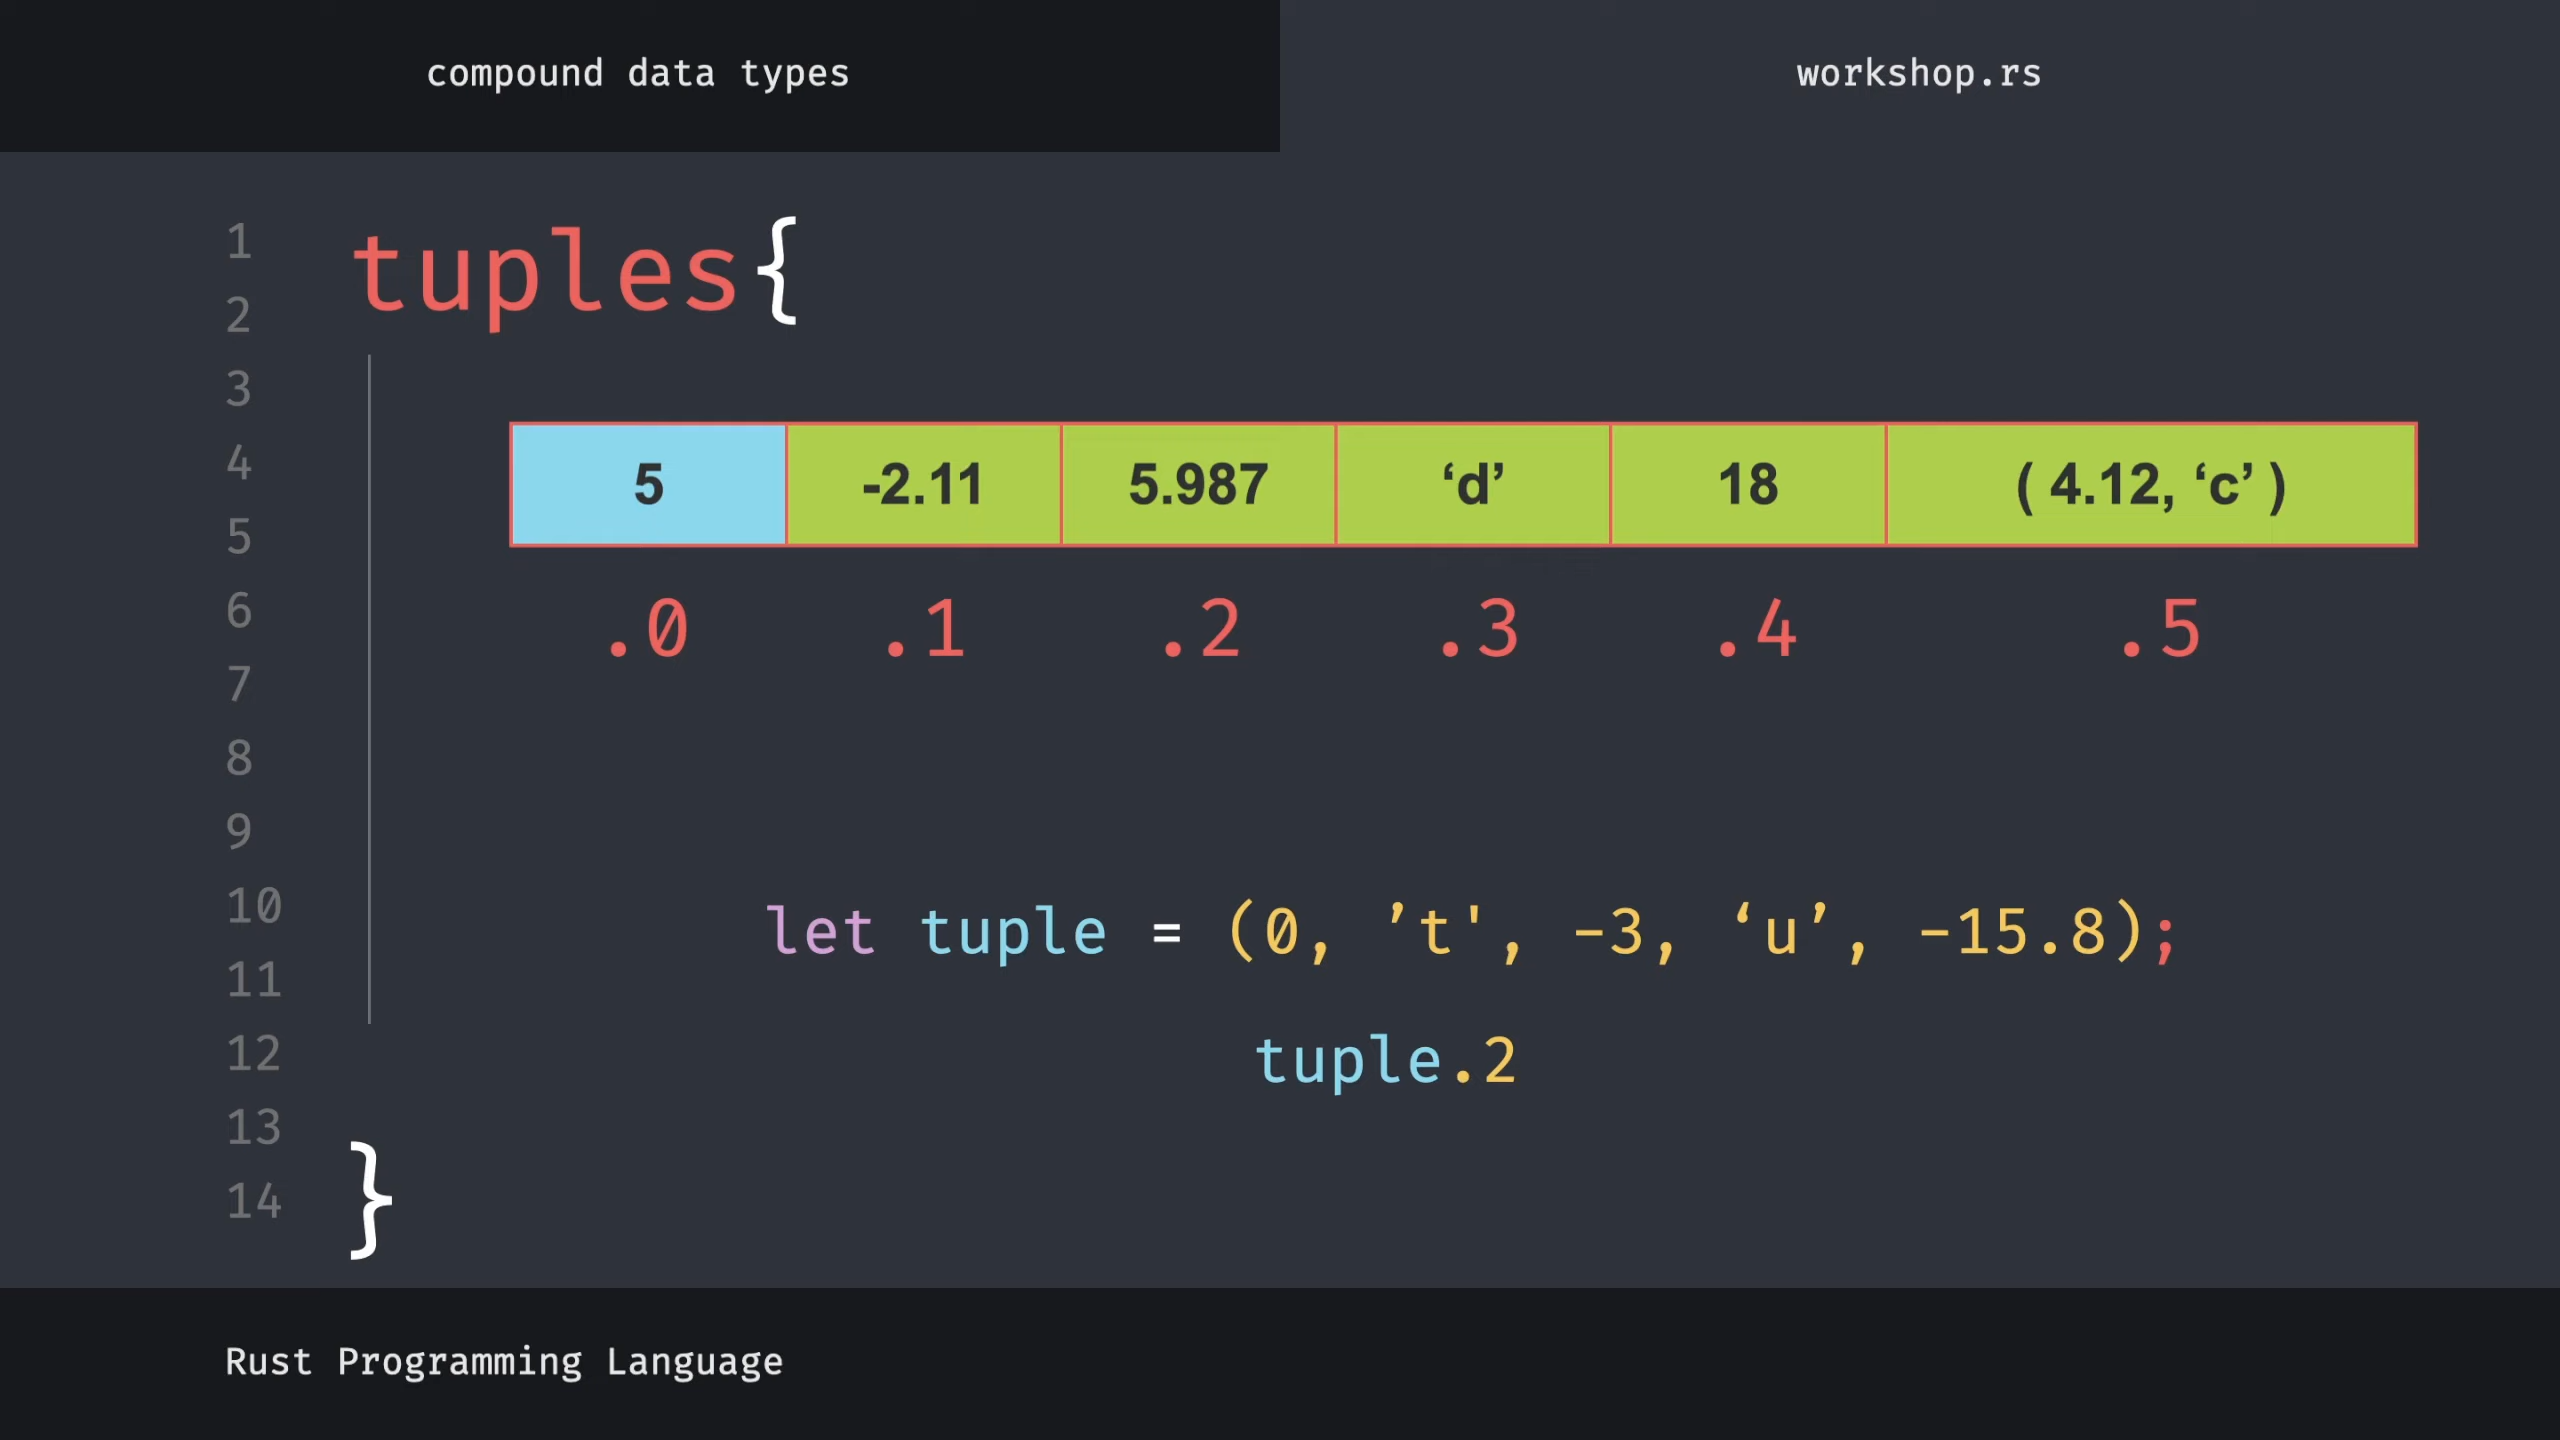 compound data types
workshop.rs
1
tuples{
2
3
4
5 -2.11 5.987 ‘d’ 18 ( 4.12, ‘c’ )
5
6
.0 .1 .2 .3 .4 .5
7
8
9
10
let tuple = (0, ’t', -3, ‘u’, -15.8);
11
12
tuple.2
13
14
}
Rust Programming Language